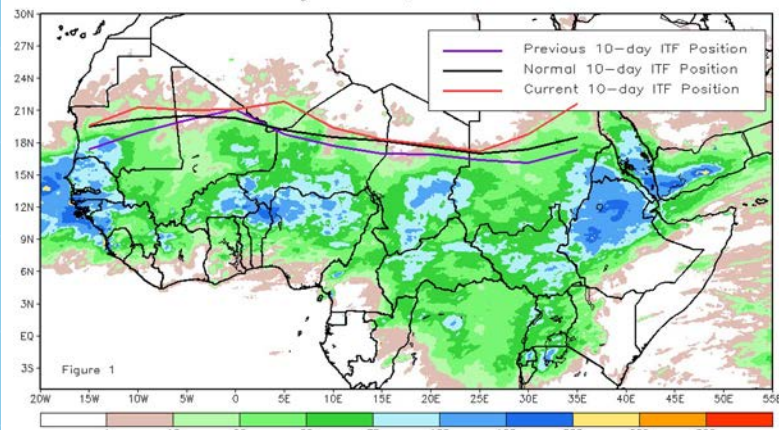 30N
27N
24N
21N
18N
15N
12N
9N
6N
3N
EQ
3S
Previous 10-day ITF Position
Normal 10-day ITF Position
Current 10-day ITF Position
Figure 1
20W 15W 10W 5W 0 5E 10E 15E 20E 25E 30E 35E 40E 45E 50E 55E